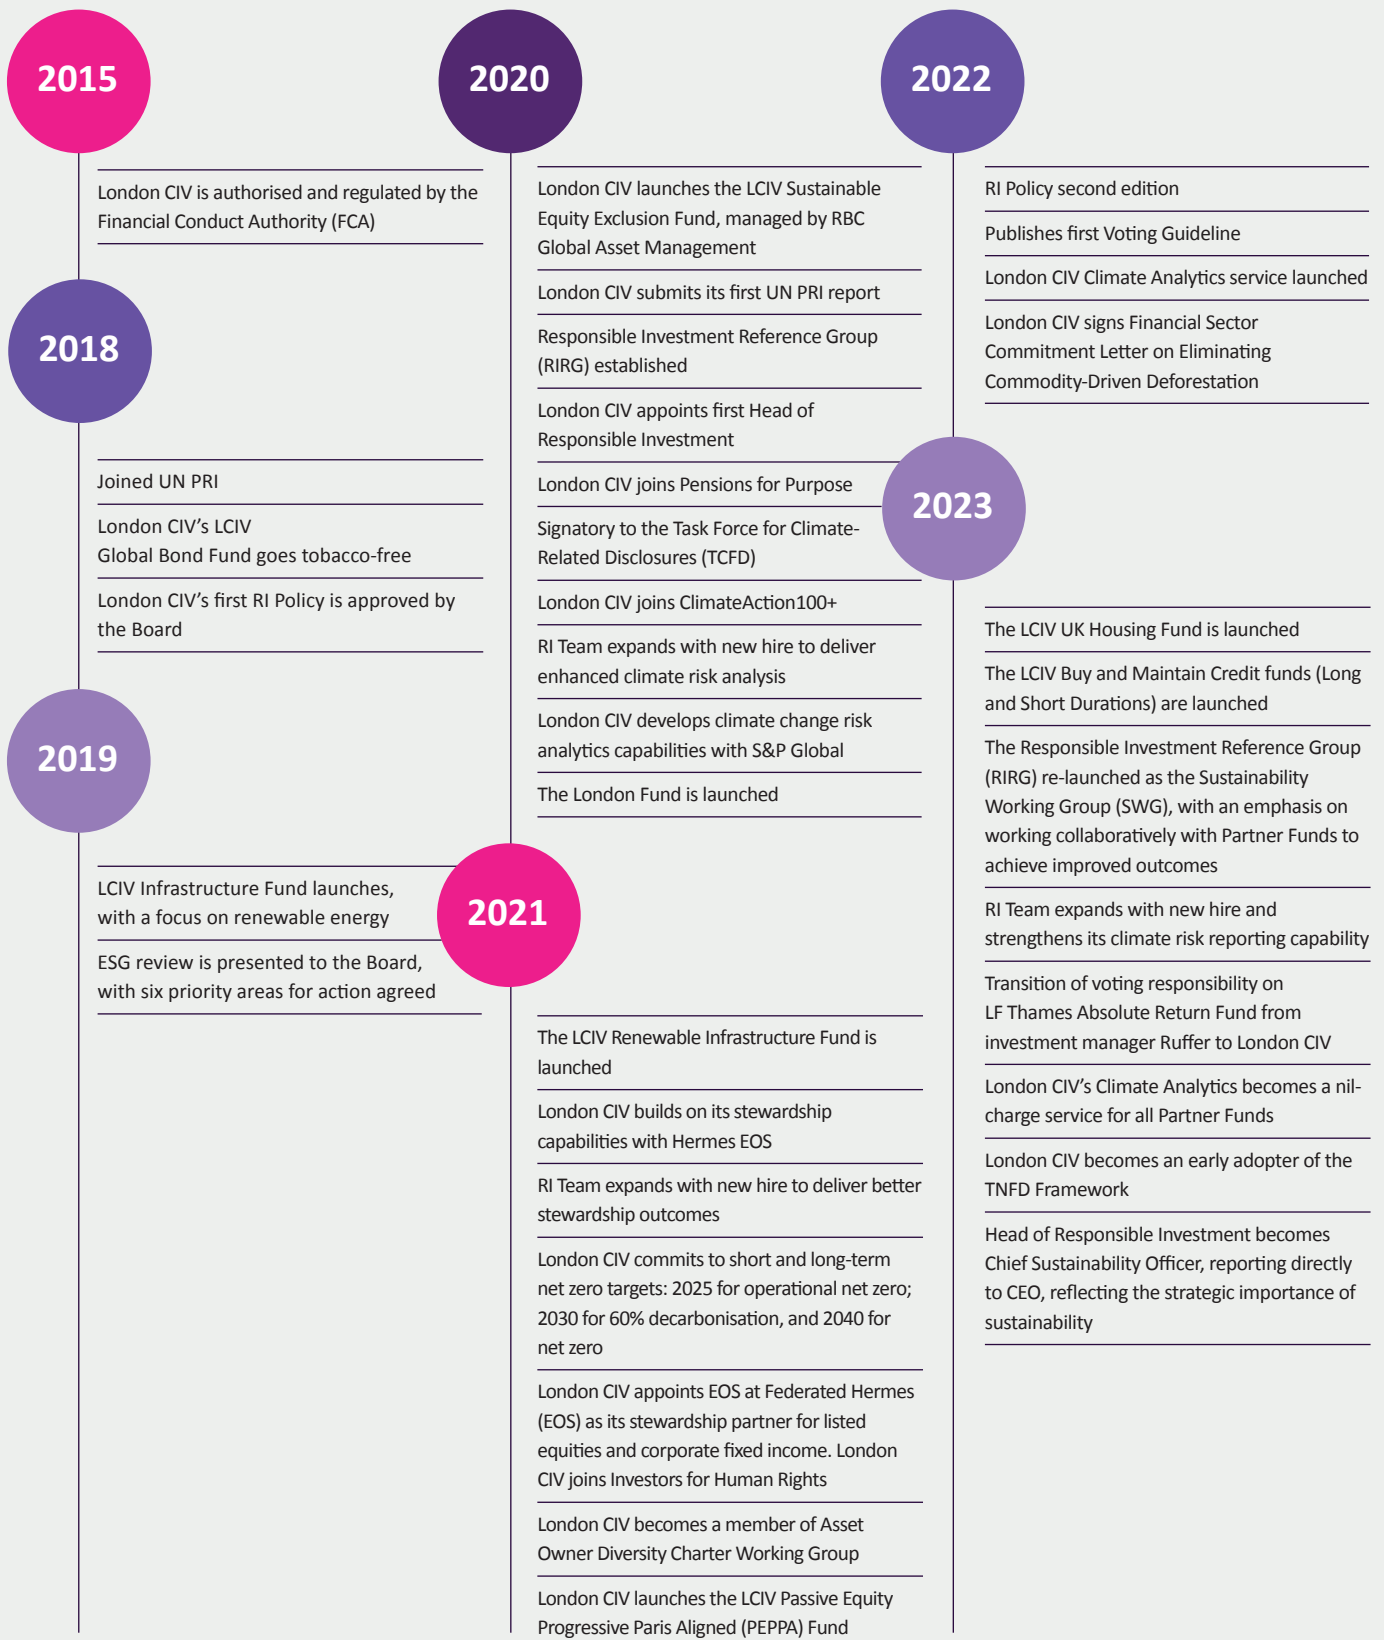 2015
London CIV is authorised and regulated by the
Financial Conduct Authority (FCA)
2018
Joined UN PRI
London CIV’s LCIV
Global Bond Fund goes tobacco-free
London CIV’s first RI Policy is approved by
the Board
2019
LCIV Infrastructure Fund launches,
with a focus on renewable energy
ESG review is presented to the Board,
with six priority areas for action agreed
2020
London CIV launches the LCIV Sustainable
Equity Exclusion Fund, managed by RBC
Global Asset Management
London CIV submits its first UN PRI report
Responsible Investment Reference Group
(RIRG) established
London CIV appoints first Head of
Responsible Investment
London CIV joins Pensions for Purpose
Signatory to the Task Force for Climate-
Related Disclosures (TCFD)
London CIV joins ClimateAction100+
RI Team expands with new hire to deliver
enhanced climate risk analysis
London CIV develops climate change risk
analytics capabilities with S&P Global
The London Fund is launched
2021
The LCIV Renewable Infrastructure Fund is
launched
London CIV builds on its stewardship
capabilities with Hermes EOS
RI Team expands with new hire to deliver better
stewardship outcomes
London CIV commits to short and long-term
net zero targets: 2025 for operational net zero;
2030 for 60% decarbonisation, and 2040 for
net zero
London CIV appoints EOS at Federated Hermes
(EOS) as its stewardship partner for listed
equities and corporate fixed income. London
CIV joins Investors for Human Rights
London CIV becomes a member of Asset
Owner Diversity Charter Working Group
London CIV launches the LCIV Passive Equity
Progressive Paris Aligned (PEPPA) Fund
2022
RI Policy second edition
Publishes first Voting Guideline
London CIV Climate Analytics service launched
London CIV signs Financial Sector
Commitment Letter on Eliminating
Commodity-Driven Deforestation
2023
The LCIV UK Housing Fund is launched
The LCIV Buy and Maintain Credit funds (Long
and Short Durations) are launched
The Responsible Investment Reference Group
(RIRG) re-launched as the Sustainability
Working Group (SWG), with an emphasis on
working collaboratively with Partner Funds to
achieve improved outcomes
RI Team expands with new hire and
strengthens its climate risk reporting capability
Transition of voting responsibility on
LF Thames Absolute Return Fund from
investment manager Ruffer to London CIV
London CIV’s Climate Analytics becomes a nil-
charge service for all Partner Funds
London CIV becomes an early adopter of the
TNFD Framework
Head of Responsible Investment becomes
Chief Sustainability Officer, reporting directly
to CEO, reflecting the strategic importance of
sustainability